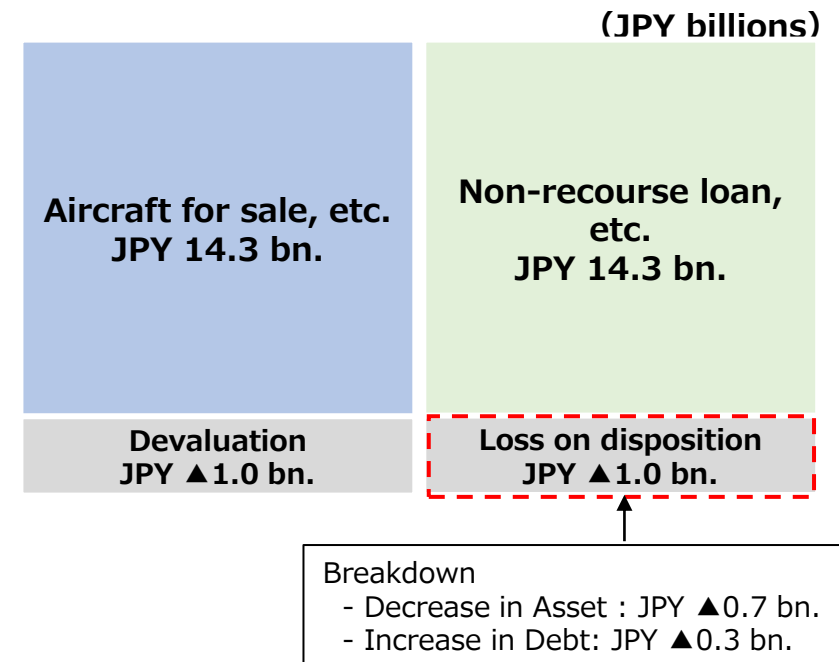 (JPY billions)
Aircraft for sale, etc.
JPY 14.3 bn.
Non-recourse loan,
etc.
JPY 14.3 bn.
Devaluation
JPY ▲1.0 bn.
Loss on disposition
JPY ▲1.0 bn.
Breakdown
- Decrease in Asset : JPY ▲0.7 bn.
- Increase in Debt: JPY ▲0.3 bn.